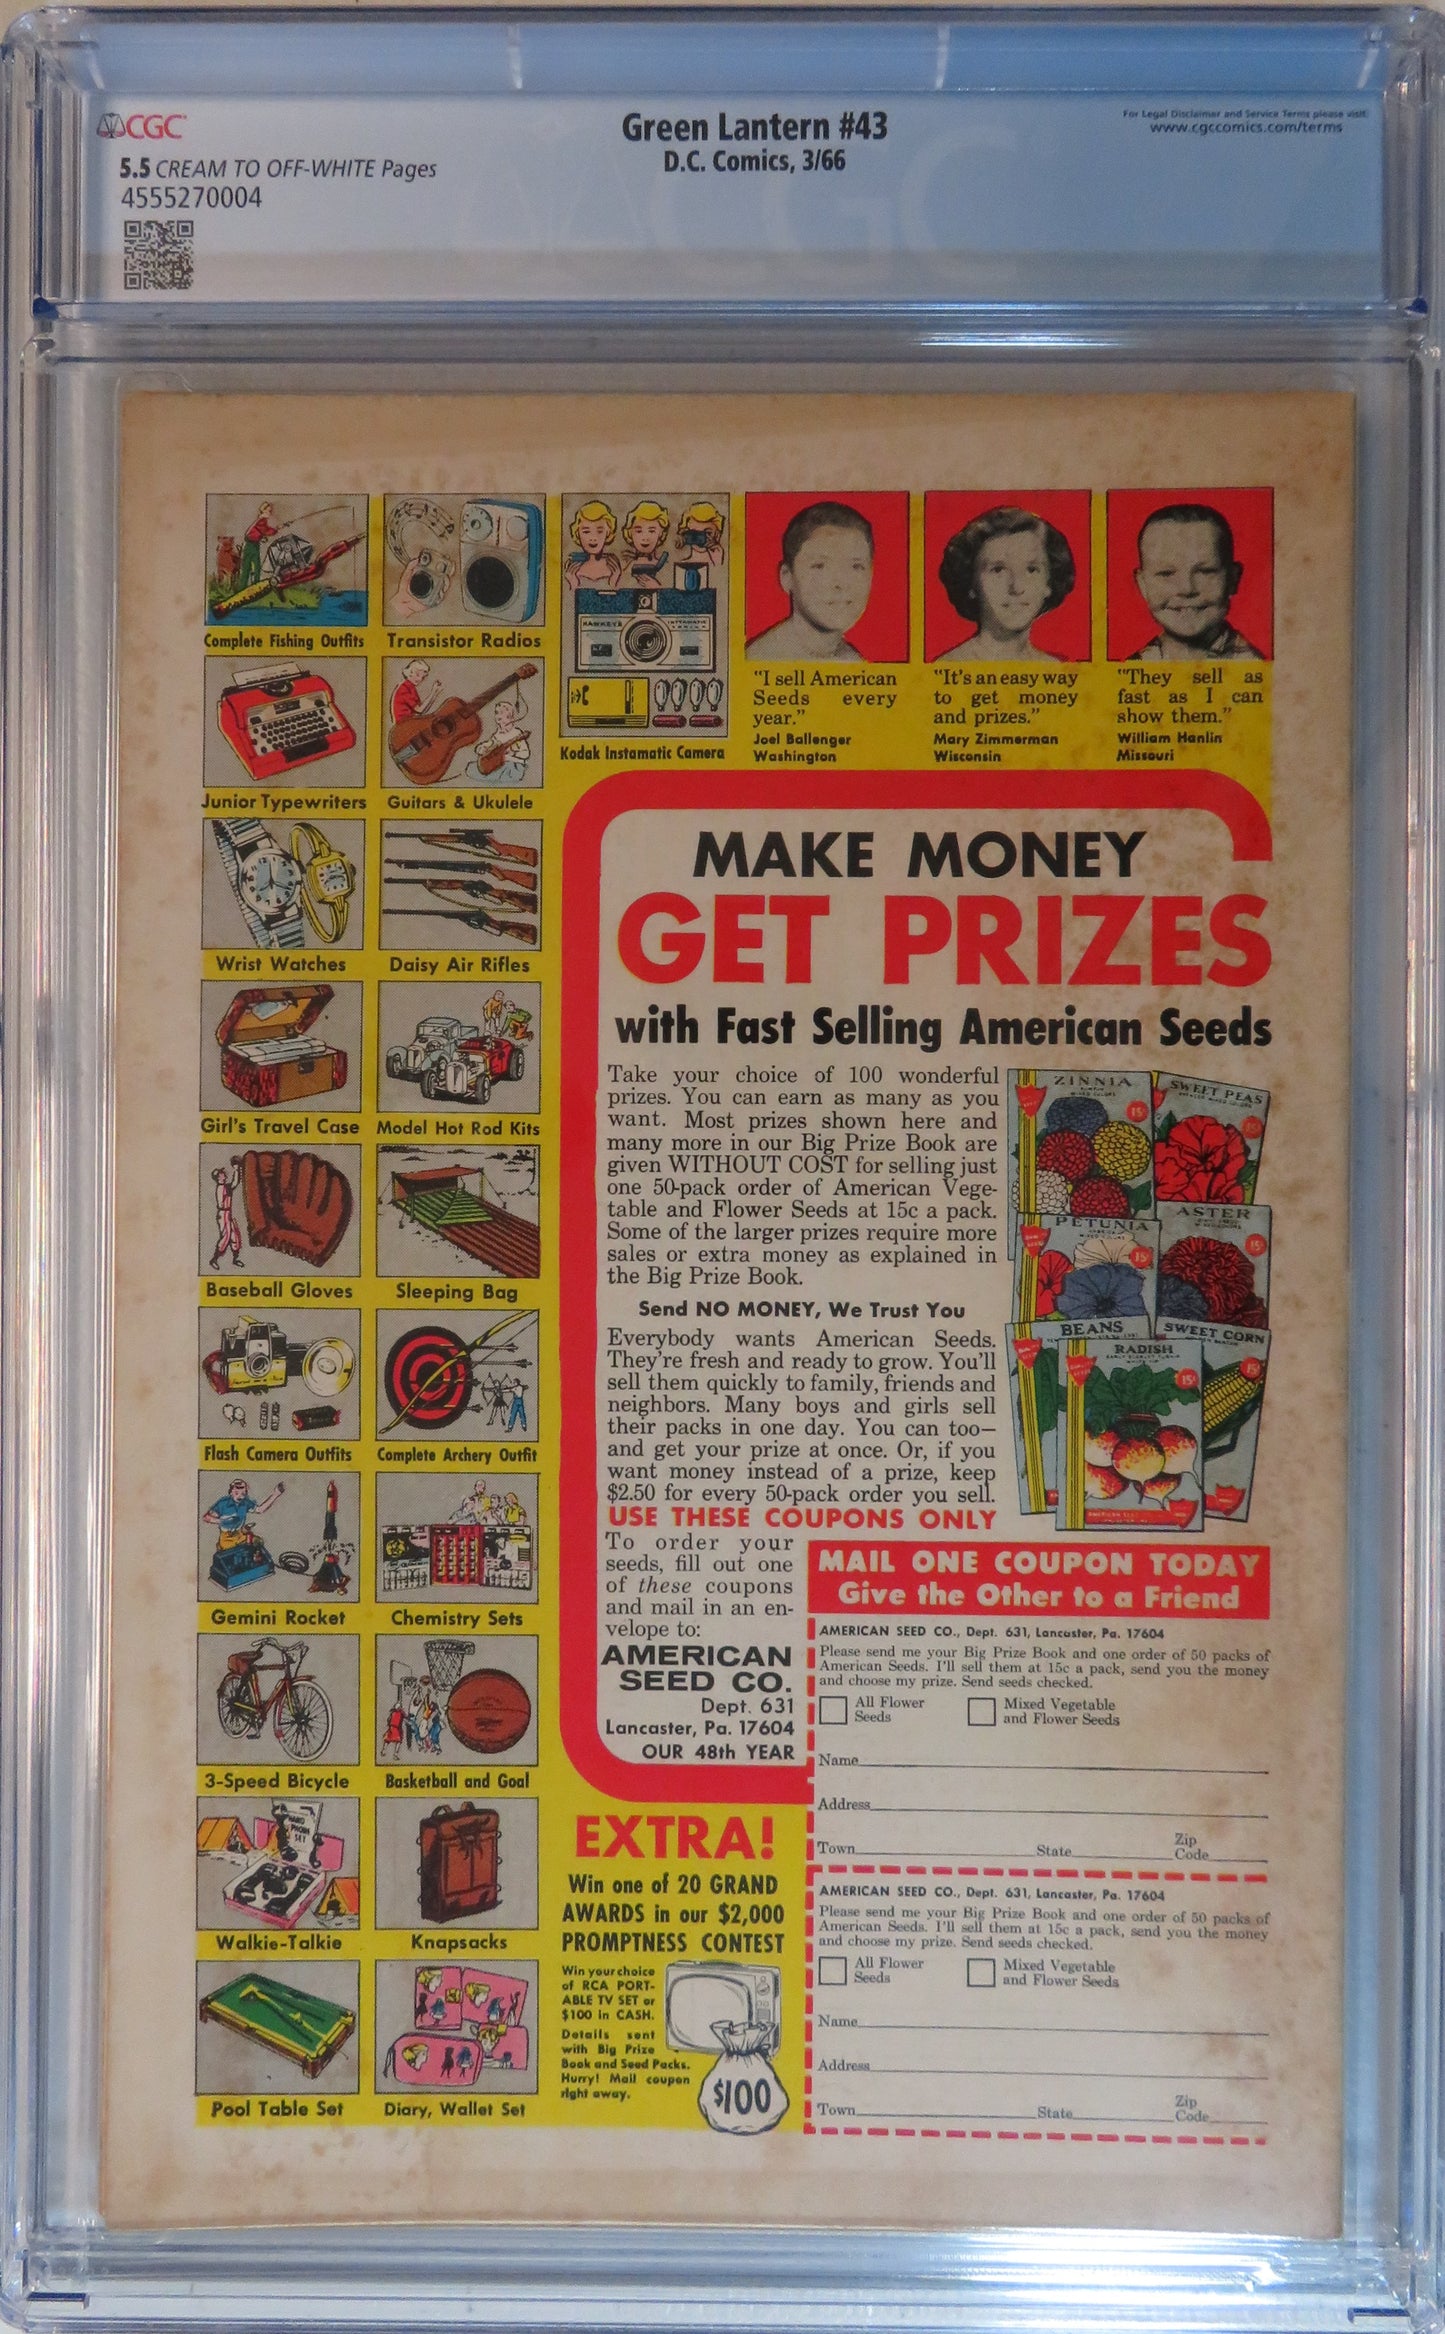 CGC
5.5 CREAM TO OFF-WHITE Pages
4555270004
Green Lantern #43
D.C. Comics, 3/66
For Legal Disclaimer and Service Terms please visit
www.cgccomics.com/terms
Complete Fishing Outfits
Transistor Radios
HAWKEYE
INSTAMATIC
Kodak Instamatic Camera
"I sell American
Seeds every
year."
Joel Ballenger
Washington
"It's an easy way
to get money
and prizes."
Mary Zimmerman
Wisconsin
"They sell as
fast as I can
show them."
William Hanlin
Missouri
Junior Typewriters
Guitars & Ukulele
Wrist Watches
Daisy Air Rifles
Girl's Travel Case
Model Hot Rod Kits
Baseball Gloves
Sleeping Bag
Flash Camera Outfits
Complete Archery Outfit
Gemini Rocket
Chemistry Sets
3-Speed Bicycle
Basketball and Goal
Walkie-Talkie
Knapsacks
Pool Table Set
Diary, Wallet Set
MAKE MONEY
GET PRIZES
with Fast Selling American Seeds
Take your choice of 100 wonderful
prizes. You can earn as many as you
want. Most prizes shown here and
many more in our Big Prize Book are
given WITHOUT COST for selling just
one 50-pack order of American Vege-
table and Flower Seeds at 15c a pack.
Some of the larger prizes require more
sales or extra money as explained in
the Big Prize Book.
Send NO MONEY, We Trust You
Everybody wants American Seeds.
They're fresh and ready to grow. You'll
sell them quickly to family, friends and
neighbors. Many boys and girls sell
their packs in one day. You can too—
and get your prize at once. Or, if you
want money instead of a prize, keep
$2.50 for every 50-pack order you sell.
USE THESE COUPONS ONLY
To order your
seeds, fill out one
of these coupons
and mail in an en-
velope to:
AMERICAN
SEED CO.
Dept. 631
Lancaster, Pa. 17604
OUR 48th YEAR
ZINNIA
15¢
SWEET PEAS
15¢
PETUNIA
15¢
ASTER
15¢
BEANS
SWEET CORN
15¢
RADISH
15¢
MAIL ONE COUPON TODAY
Give the Other to a Friend
AMERICAN SEED CO., Dept. 631, Lancaster, Pa. 17604
Please send me your Big Prize Book and one order of 50 packs of
American Seeds. I'll sell them at 15c a pack, send you the money
and choose my prize. Send seeds checked.
All Flower
Seeds
Mixed Vegetable
and Flower Seeds
Name
Address
Town State Zip
Code
AMERICAN SEED CO., Dept. 631, Lancaster, Pa. 17604
Please send me your Big Prize Book and one order of 50 packs of
American Seeds. I'll sell them at 15c a pack, send you the money
and choose my prize. Send seeds checked.
All Flower
Seeds
Mixed Vegetable
and Flower Seeds
Name
Address
Town State Zip
Code
EXTRA!
Win one of 20 GRAND
AWARDS in our $2,000
PROMPTNESS CONTEST
Win your choice
of RCA PORT-
ABLE TV SET or
$100 in CASH.
Details sent
with Big Prize
Book and Seed Packs.
Hurry! Mail coupon
right away.
$100